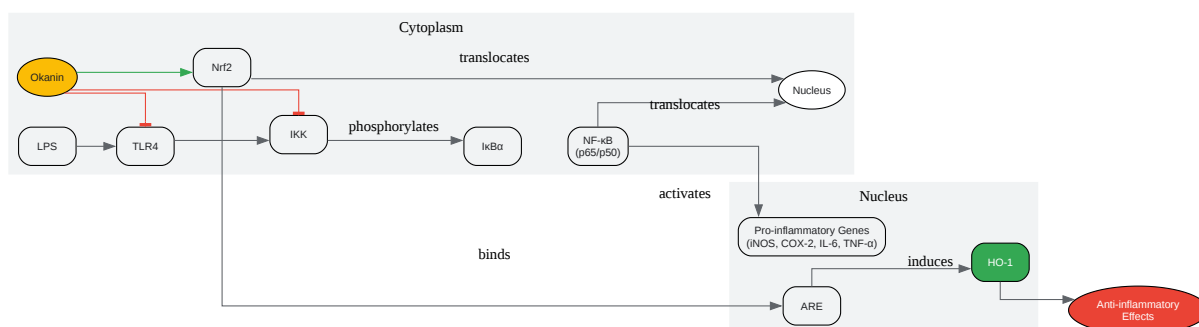 Cytoplasm
translocates
Okanin
Nrf2
Nucleus
translocates
LPS
TLR4
IKK
phosphorylates
IκBα
NF-κB
(p65/p50)
activates
Nucleus
Pro-inflammatory Genes
(iNOS, COX-2, IL-6, TNF-α)
binds
induces
HO-1
ARE
Anti-inflammatory
Effects